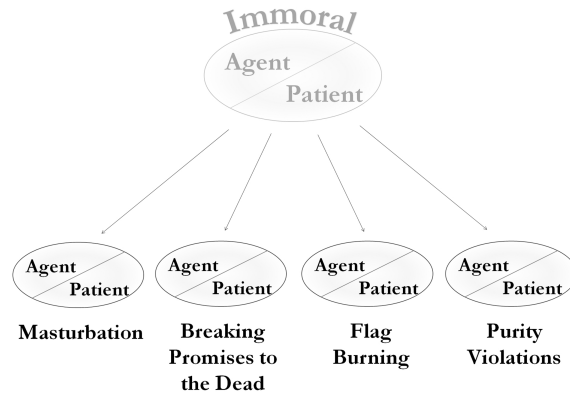 Immoral
Agent
Patient
Agent
Patient
Agent
Patient
Agent
Patient
Agent
Patient
Masturbation
Breaking
Promises to
the Dead
Flag
Burning
Purity
Violations